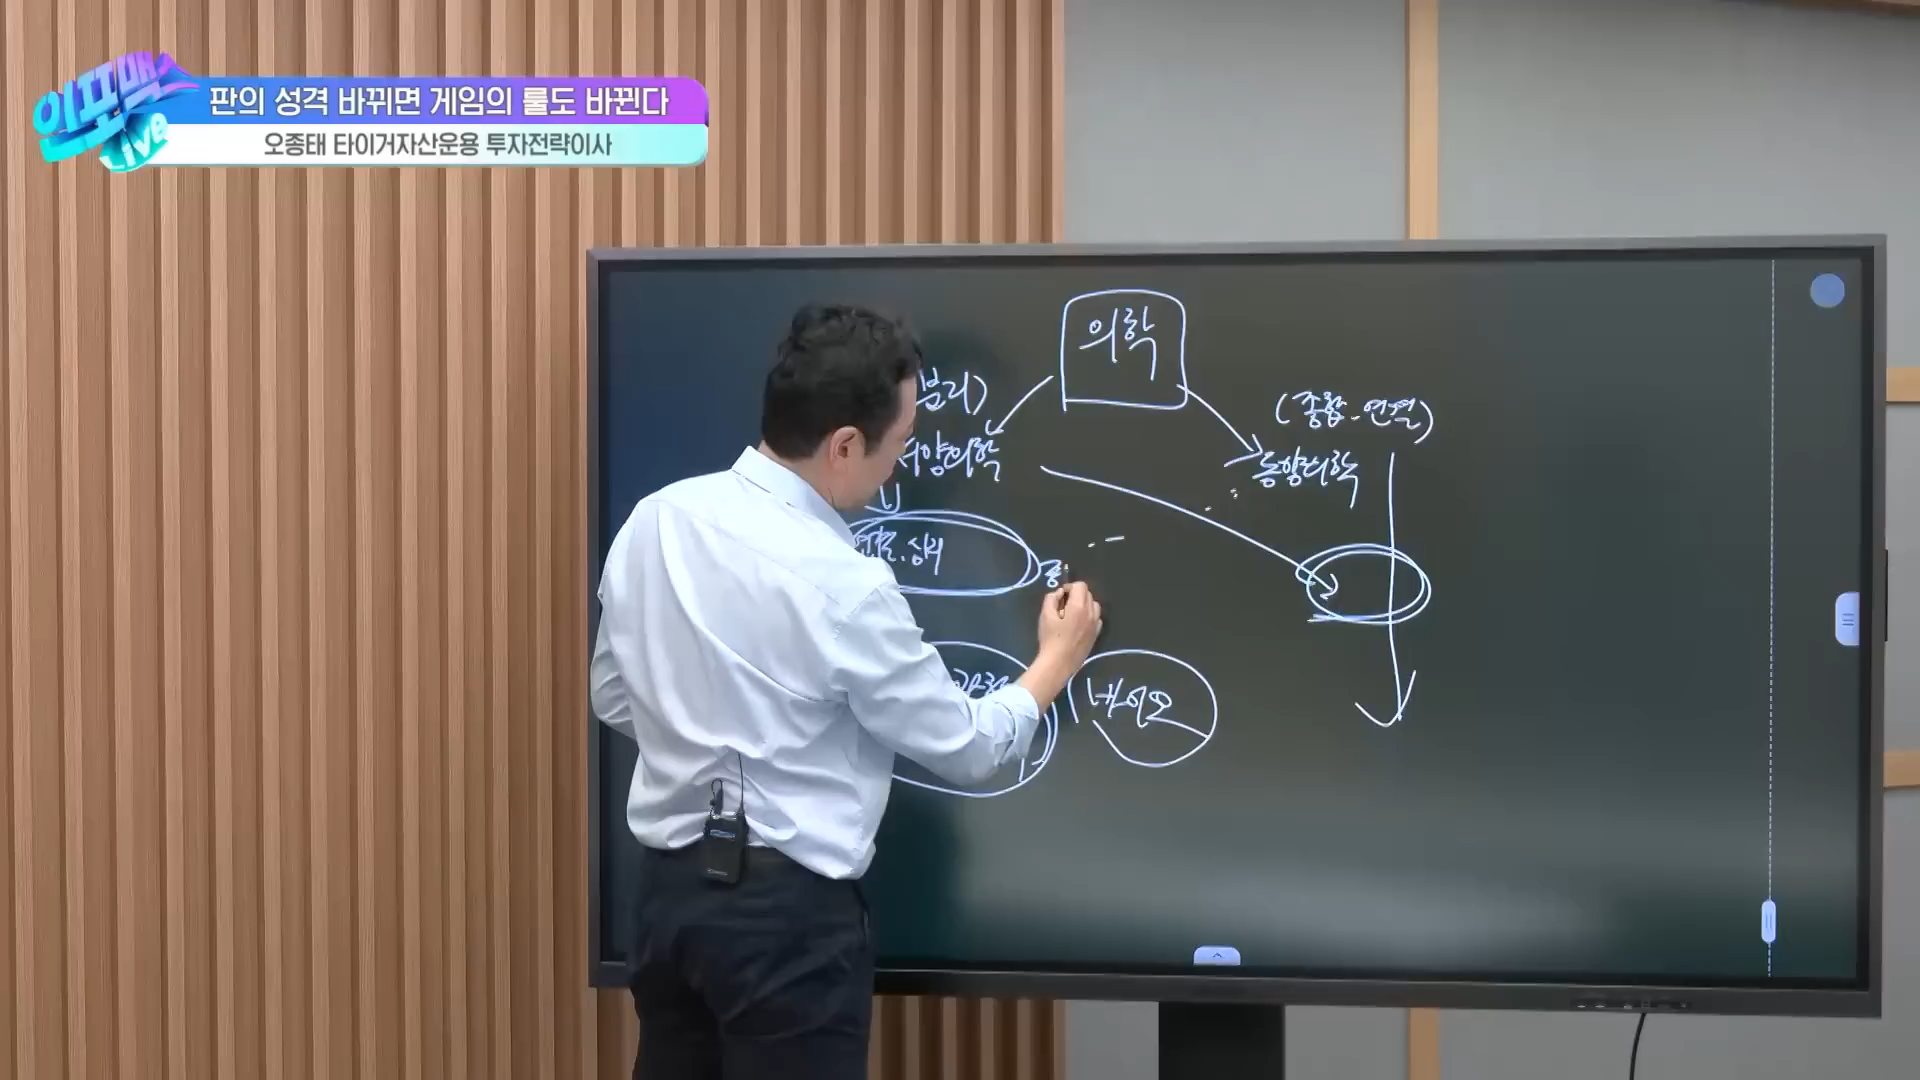 인포맥스
Live
판의 성격 바뀌면 게임의 룰도 바뀐다
오종태 타이거자산운용 투자전략이사
의학
분리)
(종합-연결)
서양의학
동양의학
바이오